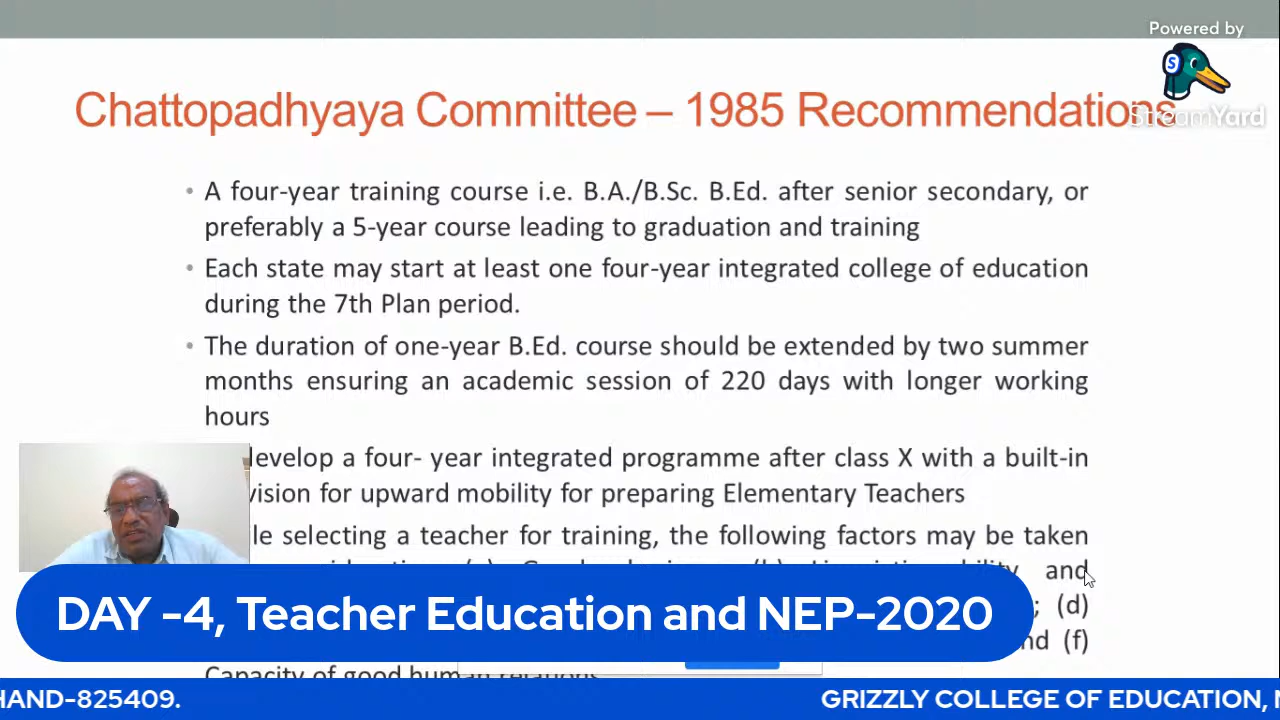 Powered by
StreamYard
Chattopadhyaya Committee – 1985 Recommendations
• A four-year training course i.e. B.A./B.Sc. B.Ed. after senior secondary, or
preferably a 5-year course leading to graduation and training
• Each state may start at least one four-year integrated college of education
during the 7th Plan period.
• The duration of one-year B.Ed. course should be extended by two summer
months ensuring an academic session of 220 days with longer working
hours
a four- year integrated programme after class X with a built-in
for upward mobility for preparing Elementary Teachers
selecting a teacher for training, the following factors may be taken
and
; (d)
(f)
Capacity of good human relations
DAY -4, Teacher Education and NEP-2020
HAND-825409.
GRIZZLY COLLEGE OF EDUCATION,